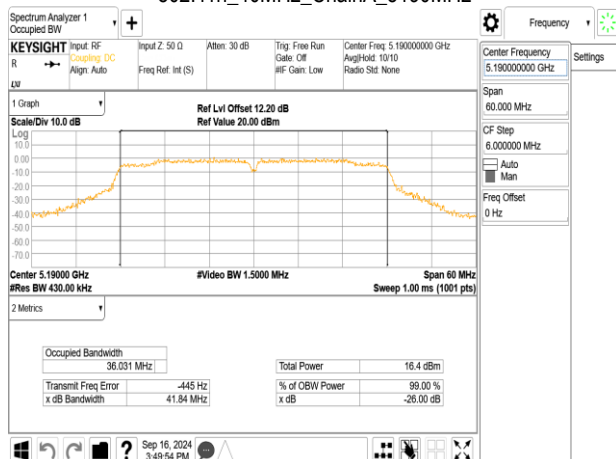 Spectrum Analyzer 1
Occupied BW
Frequency
KEYSIGHT
R
LXI
Input: RF
Coupling: DC
Align: Auto
Input Z: 50 Ω
Freq Ref: Int (S)
Atten: 30 dB
Trig: Free Run
Gate: Off
#IF Gain: Low
Center Freq: 5.190000000 GHz
Avg|Hold: 10/10
Radio Std: None
Center Frequency
5.190000000 GHz
Settings
Span
60.000 MHz
CF Step
6.000000 MHz
Auto
Man
Freq Offset
0 Hz
1 Graph
Scale/Div 10.0 dB
Ref Lvl Offset 12.20 dB
Ref Value 20.00 dBm
Log
10.0
0.00
-10.0
-20.0
-30.0
-40.0
-50.0
-60.0
-70.0
Center 5.19000 GHz
#Video BW 1.5000 MHz
Span 60 MHz
#Res BW 430.00 kHz
Sweep 1.00 ms (1001 pts)
2 Metrics
Occupied Bandwidth
36.031 MHz
Total Power 16.4 dBm
Transmit Freq Error -445 Hz
% of OBW Power 99.00 %
x dB Bandwidth 41.84 MHz
x dB -26.00 dB
Sep 16, 2024
3:49:54 PM